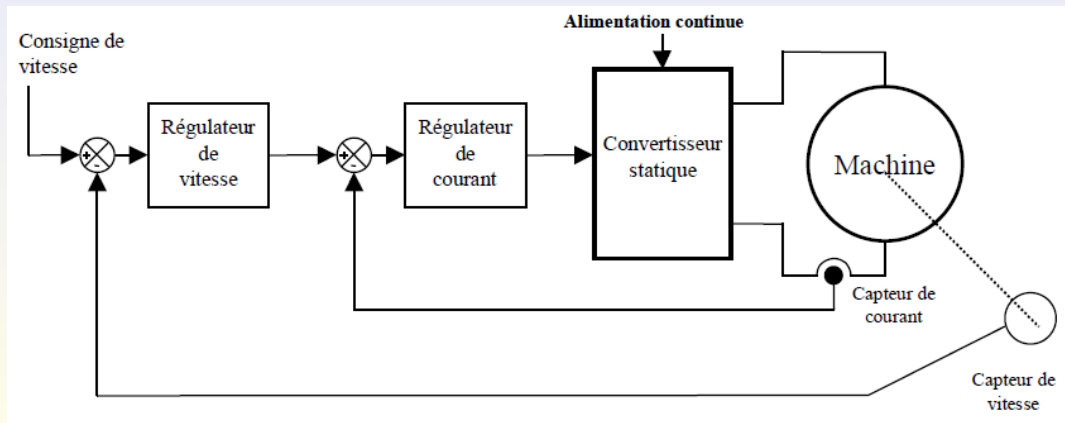 Alimentation continue
Consigne de
vitesse
+
-
Régulateur
de
vitesse
+
-
Régulateur
de
courant
Convertisseur
statique
Machine
Capteur de
courant
Capteur de
vitesse